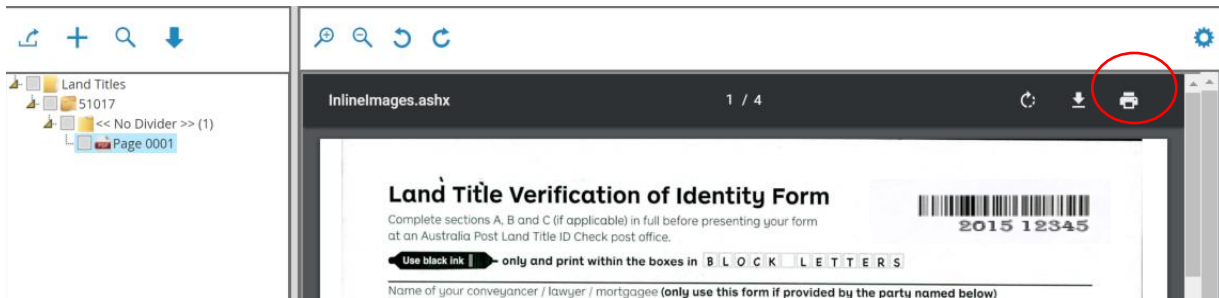 Land Titles
51017
<< No Divider >> (1)
PDF
Page 0001
InlineImages.ashx
1 / 4
Land Title Verification of Identity Form
Complete sections A, B and C (if applicable) in full before presenting your form
at an Australia Post Land Title ID Check post office.
2015 12345
Use black ink only and print within the boxes in BLOCK LETTERS
Name of your conveyancer / lawyer / mortgagee (only use this form if provided by the party named below)